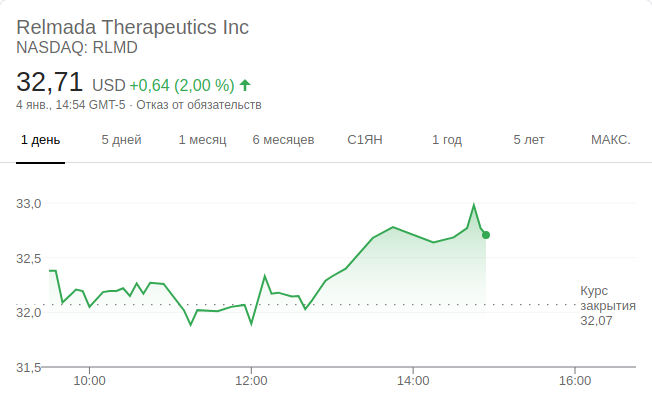 Relmada Therapeutics Inc
NASDAQ: RLMD
32,71 USD +0,64 (2,00 %)
4 янв., 14:54 GMT-5 · Отказ от обязательств
1 день 5 дней 1 месяц 6 месяцев С1ЯН 1 год 5 лет МАКС.
33,0
32,5
32,0
31,5
Курс
закрытия
32,07
10:00 12:00 14:00 16:00